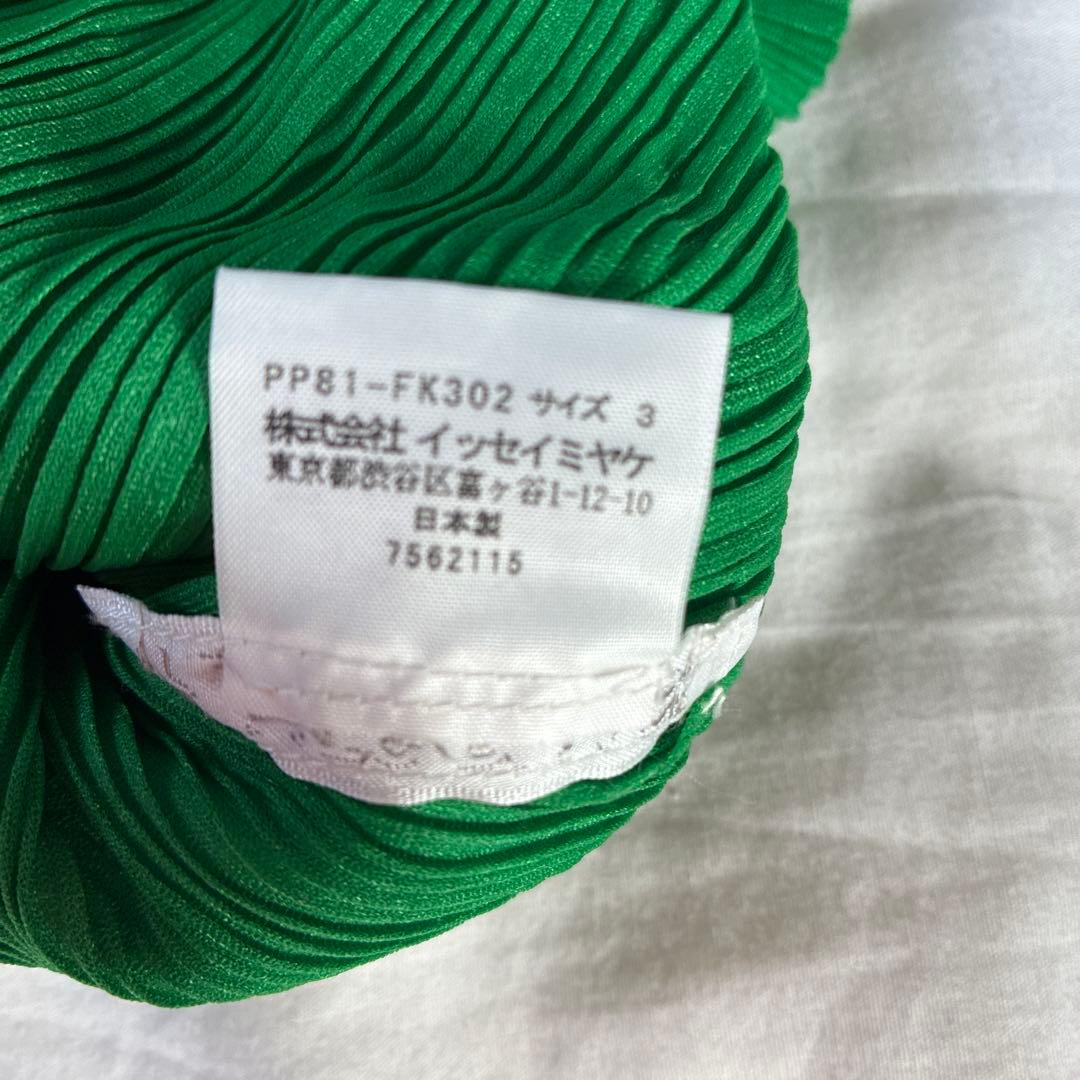 PP81-FK302 サイズ 3
株式会社 イッセイミヤケ
東京都渋谷区富ヶ谷1-12-10
日本製
7562115